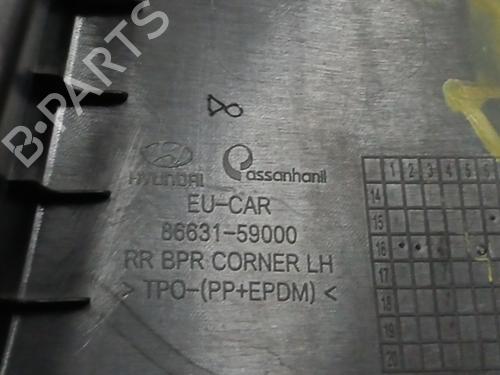 B-PARTS
HYUNDAI Passanhanil
EU-CAR
86631-59000
RR BPR CORNER LH
> TPO-(PP+EPDM) <
1 2 3 4 5 6
14
15
16
17
18
19
20